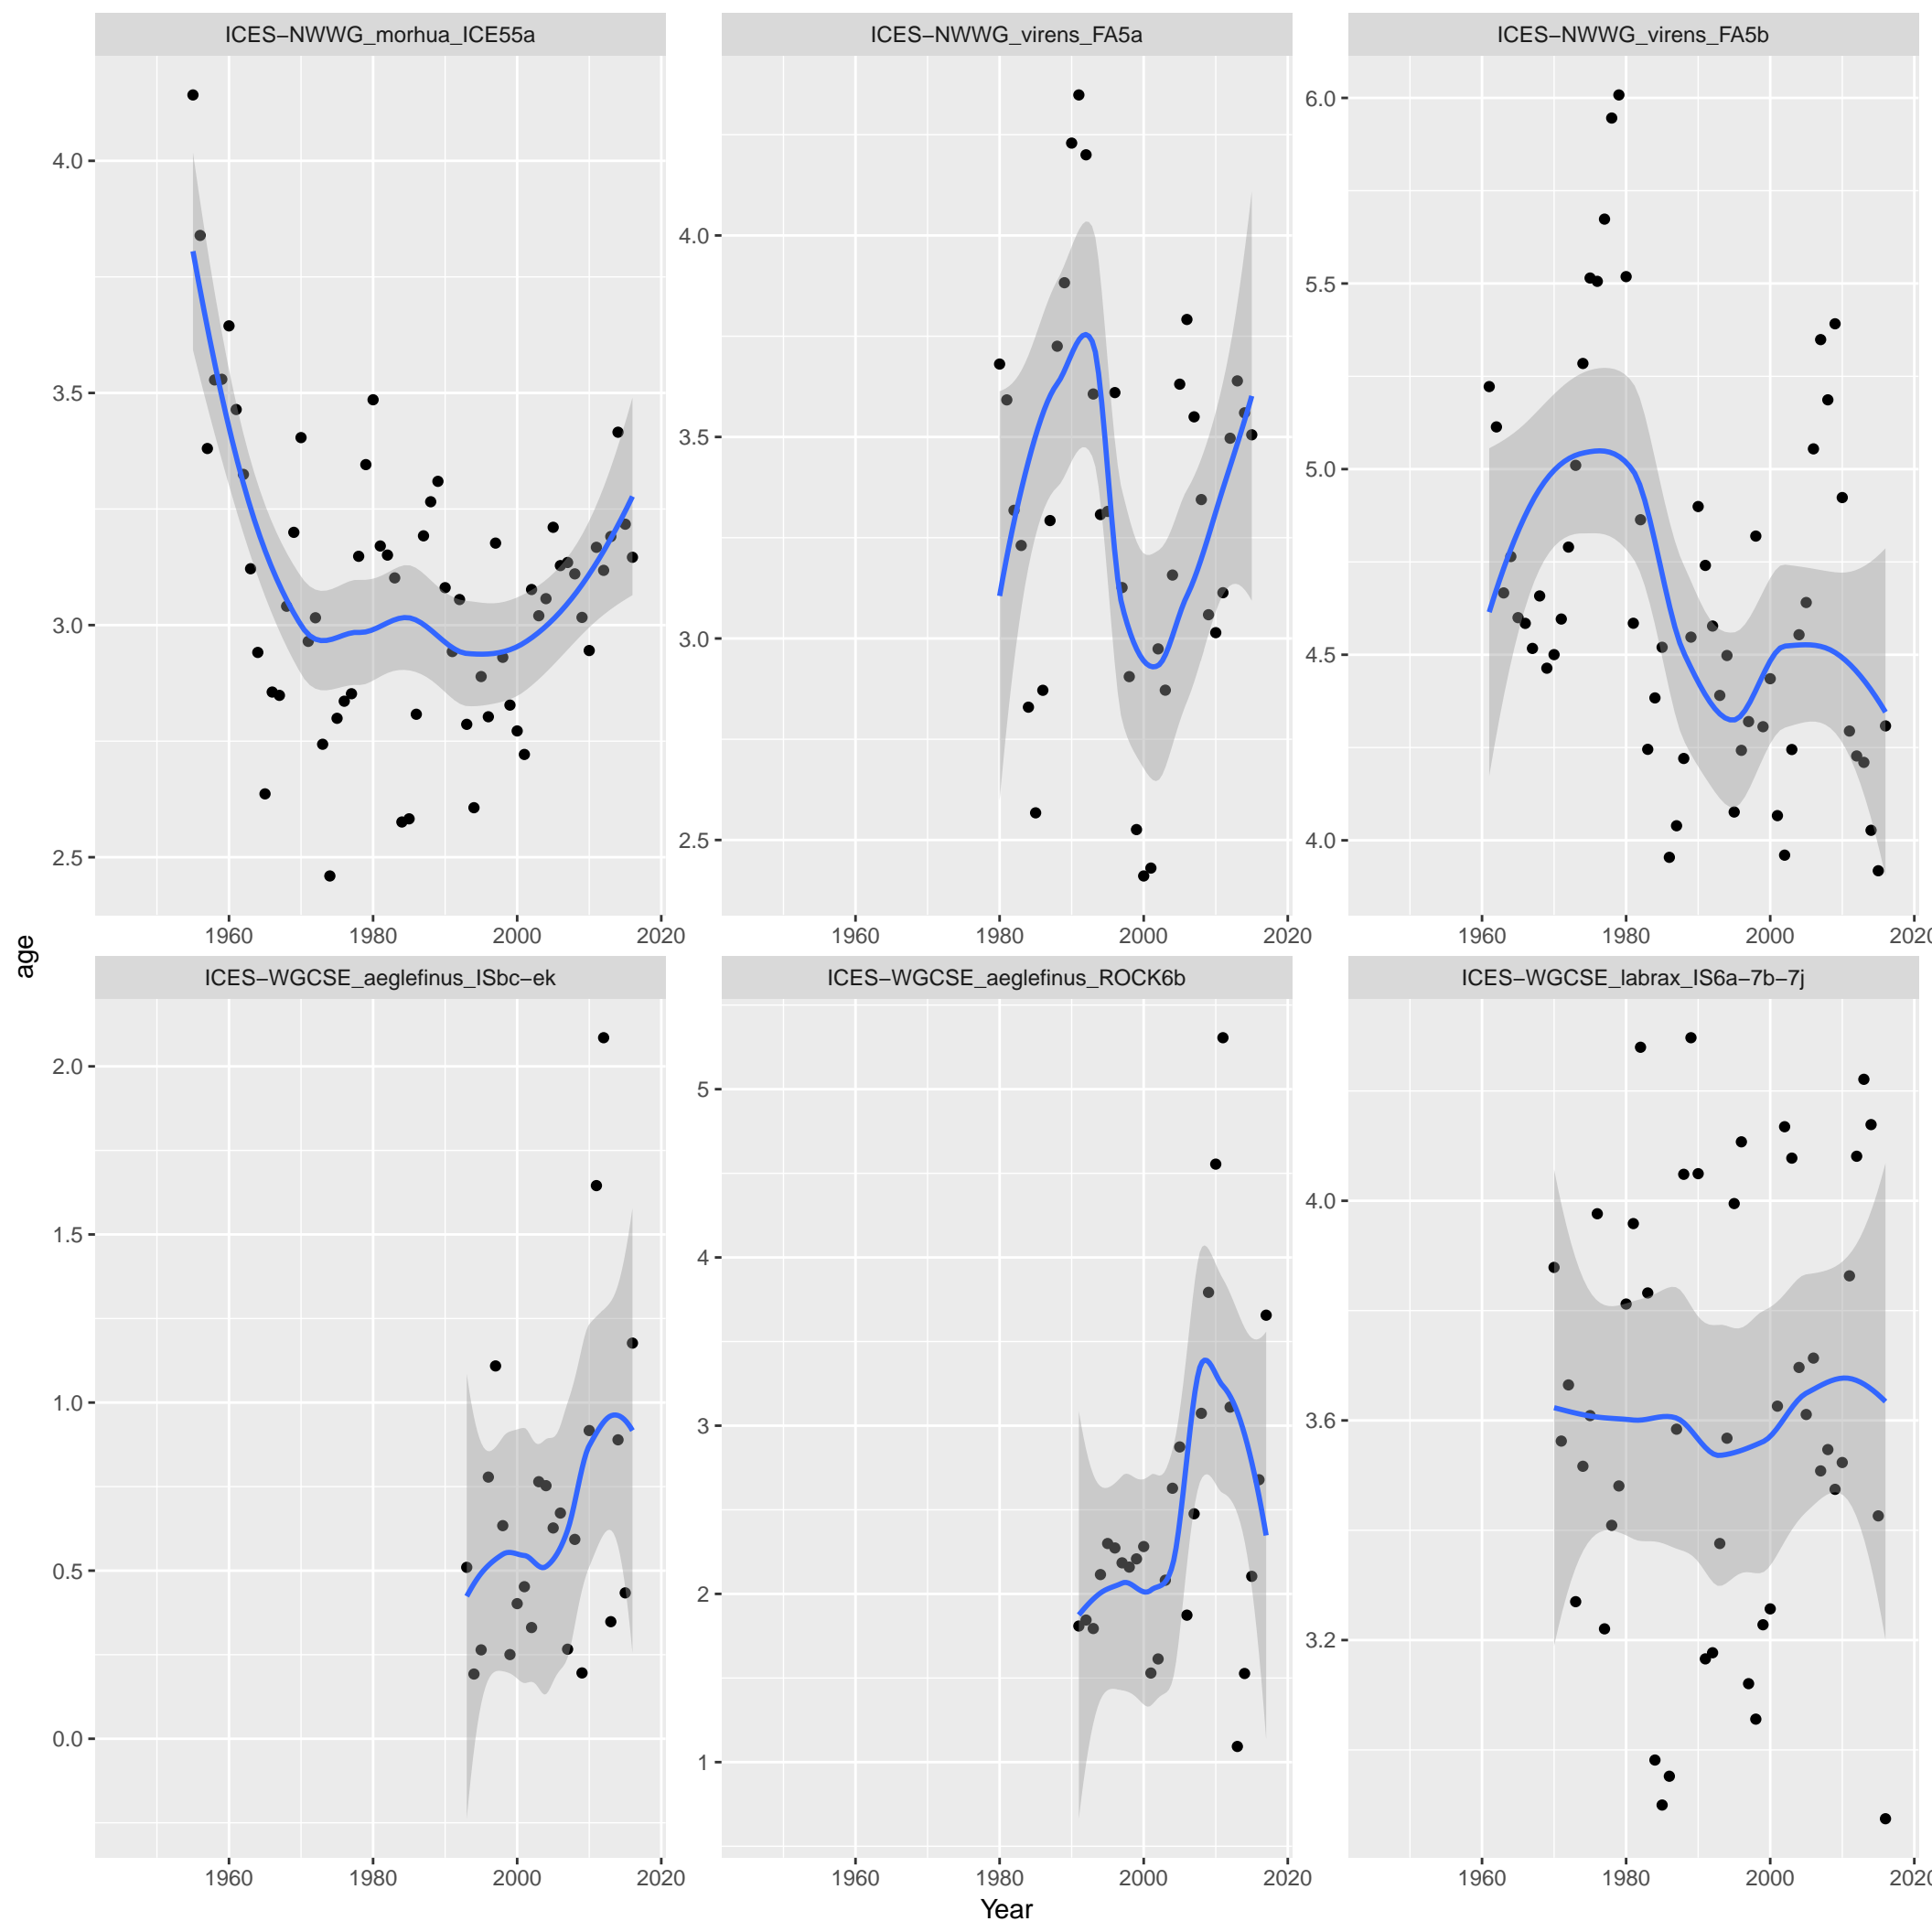 ICES−NWWG_morhua_ICE55a
ICES−NWWG_virens_FA5a
ICES−NWWG_virens_FA5b
4.0
3.5
3.0
2.5
4.0
3.5
3.0
2.5
6.0
5.5
5.0
4.5
4.0
1960 1980 2000 2020
1960 1980 2000 2020
1960 1980 2000 2020
age
ICES−WGCSE_aeglefinus_ISbc−ek
ICES−WGCSE_aeglefinus_ROCK6b
ICES−WGCSE_labrax_IS6a−7b−7j
2.0
1.5
1.0
0.5
0.0
5
4
3
2
1
4.0
3.6
3.2
1960 1980 2000 2020
1960 1980 2000 2020
1960 1980 2000 2020
Year